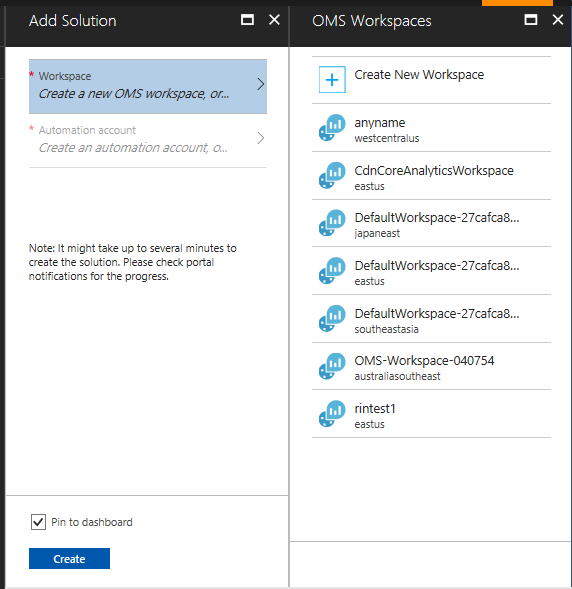 Add Solution
* Workspace
Create a new OMS workspace, or...
* Automation account
Create an automation account, o...
Note: It might take up to several minutes to
create the solution. Please check portal
notifications for the progress.
Pin to dashboard
Create
OMS Workspaces
Create New Workspace
anyname
westcentralus
CdnCoreAnalyticsWorkspace
eastus
DefaultWorkspace-27cafca8...
japaneast
DefaultWorkspace-27cafca8...
eastus
DefaultWorkspace-27cafca8...
southeastasia
OMS-Workspace-040754
australiasoutheast
rintest1
eastus